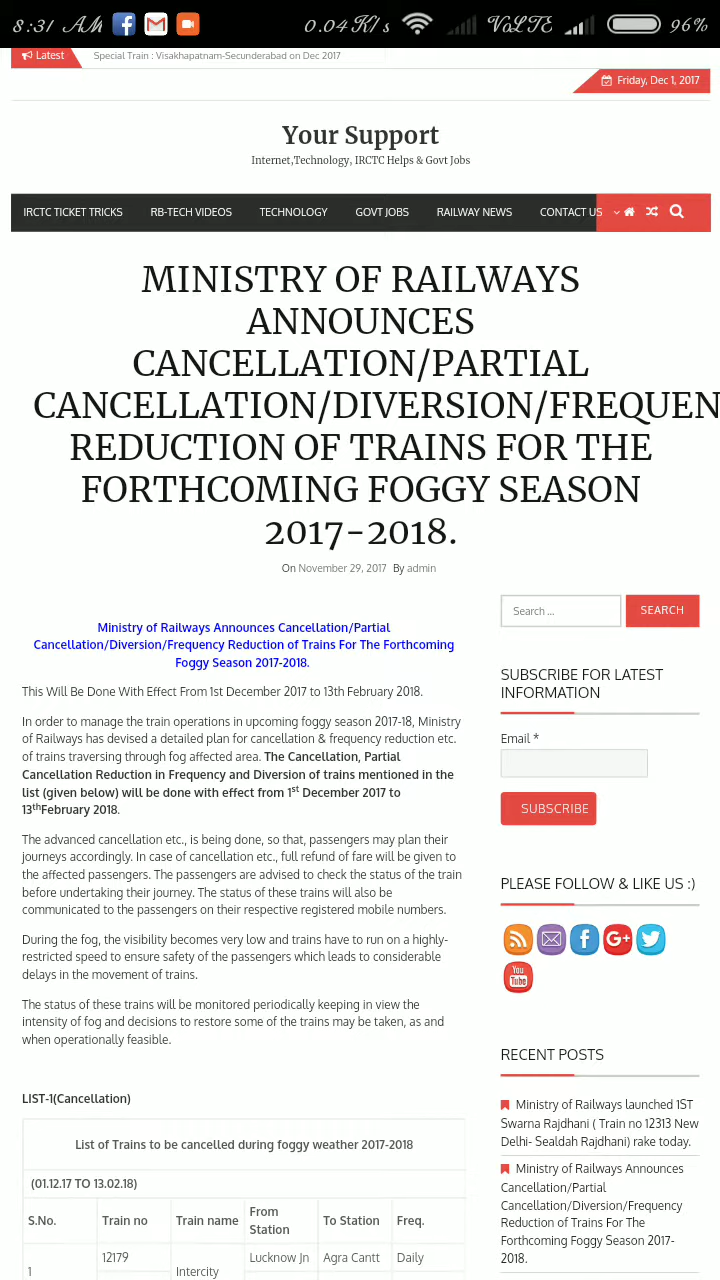 8:31 AM
0.04K/s VoLTE 96%
Latest Special Train : Visakhapatnam-Secunderabad on Dec 2017
Friday, Dec 1, 2017
Your Support
Internet,Technology, IRCTC Helps & Govt Jobs
IRCTC TICKET TRICKS RB-TECH VIDEOS TECHNOLOGY GOVT JOBS RAILWAY NEWS CONTACT US
MINISTRY OF RAILWAYS
ANNOUNCES
CANCELLATION/PARTIAL
CANCELLATION/DIVERSION/FREQUEN
REDUCTION OF TRAINS FOR THE
FORTHCOMING FOGGY SEASON
2017-2018.
On November 29, 2017 By admin
Ministry of Railways Announces Cancellation/Partial
Cancellation/Diversion/Frequency Reduction of Trains For The Forthcoming
Foggy Season 2017-2018.
This Will Be Done With Effect From 1st December 2017 to 13th February 2018.
In order to manage the train operations in upcoming foggy season 2017-18, Ministry
of Railways has devised a detailed plan for cancellation & frequency reduction etc.
of trains traversing through fog affected area. The Cancellation, Partial
Cancellation Reduction in Frequency and Diversion of trains mentioned in the
list (given below) will be done with effect from 1st December 2017 to
13thFebruary 2018.
The advanced cancellation etc., is being done, so that, passengers may plan their
journeys accordingly. In case of cancellation etc., full refund of fare will be given to
the affected passengers. The passengers are advised to check the status of the train
before undertaking their journey. The status of these trains will also be
communicated to the passengers on their respective registered mobile numbers.
During the fog, the visibility becomes very low and trains have to run on a highly-
restricted speed to ensure safety of the passengers which leads to considerable
delays in the movement of trains.
The status of these trains will be monitored periodically keeping in view the
intensity of fog and decisions to restore some of the trains may be taken, as and
when operationally feasible.
LIST-1(Cancellation)
List of Trains to be cancelled during foggy weather 2017-2018
(01.12.17 TO 13.02.18)
S.No. Train no Train name From Station To Station Freq.
1 12179 Intercity Lucknow Jn Agra Cantt Daily
Search ... SEARCH
SUBSCRIBE FOR LATEST
INFORMATION
Email *
SUBSCRIBE
PLEASE FOLLOW & LIKE US :)
G+
You
Tube
RECENT POSTS
Ministry of Railways launched 1ST
Swarna Rajdhani ( Train no 12313 New
Delhi- Sealdah Rajdhani) rake today.
Ministry of Railways Announces
Cancellation/Partial
Cancellation/Diversion/Frequency
Reduction of Trains For The
Forthcoming Foggy Season 2017-
2018.